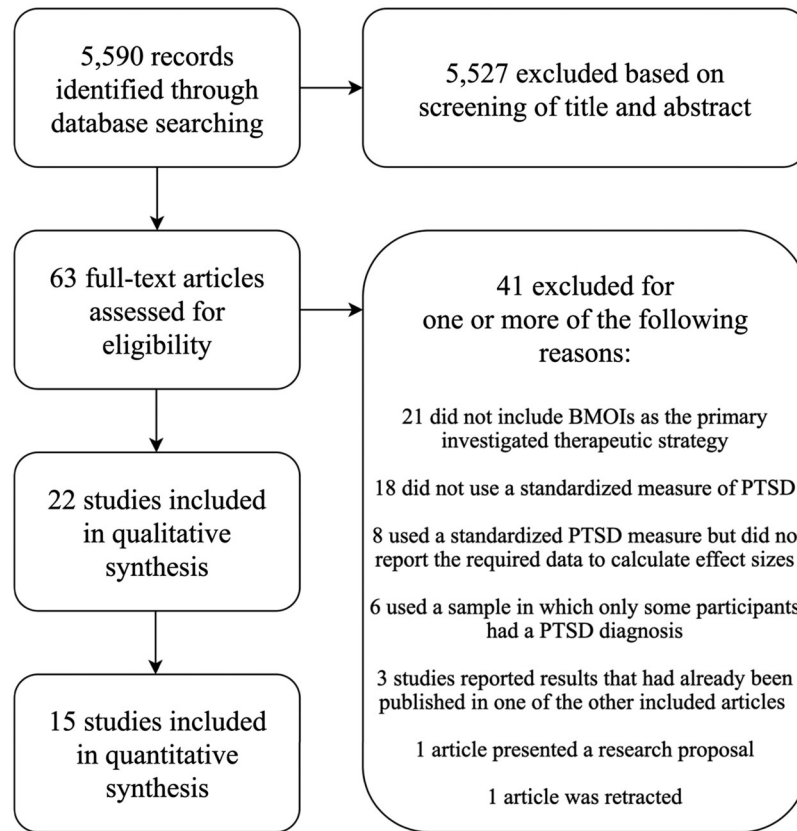 5,590 records
identified through
database searching
5,527 excluded based on
screening of title and abstract
63 full-text articles
assessed for
eligibility
41 excluded for
one or more of the following
reasons:
21 did not include BMOIs as the primary
investigated therapeutic strategy
18 did not use a standardized measure of PTSD
8 used a standardized PTSD measure but did no
report the required data to calculate effect sizes
6 used a sample in which only some participants
had a PTSD diagnosis
3 studies reported results that had already been
published in one of the other included articles
1 article presented a research proposal
1 article was retracted
22 studies included
in qualitative
synthesis
15 studies included
in quantitative
synthesis